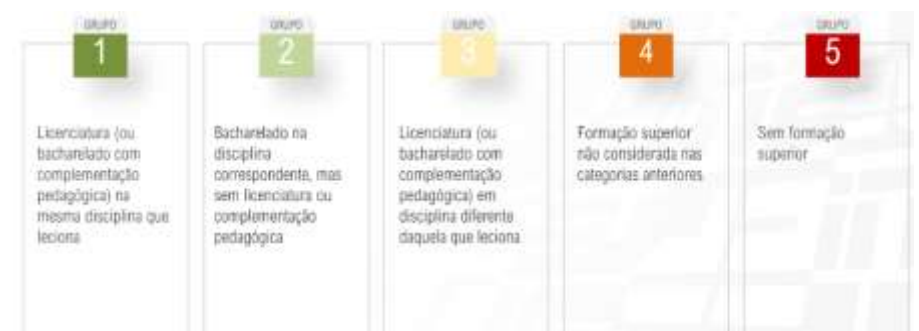 GRUPO
1
Licenciatura (ou
bacharelado com
complementação
pedagógica) na
mesma disciplina que
leciona
GRUPO
2
Bacharelado na
disciplina
correspondente, mas
sem licenciatura ou
complementação
pedagógica
GRUPO
3
Licenciatura (ou
bacharelado com
complementação
pedagógica) em
disciplina diferente
daquela que leciona
GRUPO
4
Formação superior
não considerada nas
categorias anteriores
GRUPO
5
Sem formação
superior